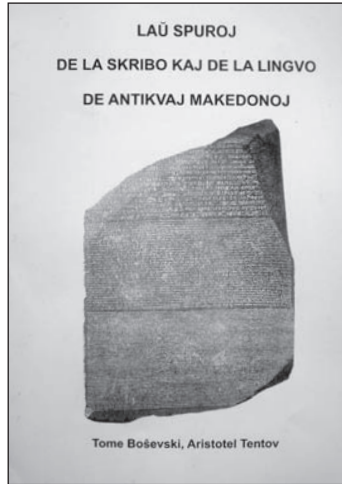 LAŬ SPUROJ
DE LA SKRIBO KAJ DE LA LINGVO
DE ANTIKVAJ MAKEDONOJ
Tome Boševski, Aristotel Tentov